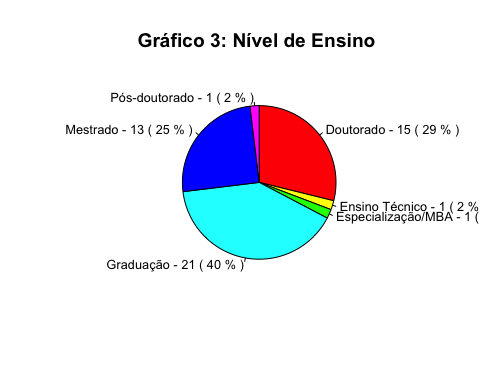 Gráfico 3: Nível de Ensino
Pós-doutorado - 1 ( 2 % )
Mestrado - 13 ( 25 % )
Doutorado - 15 ( 29 % )
Ensino Técnico - 1 ( 2 %
Especialização/MBA - 1 (
Graduação - 21 ( 40 % )